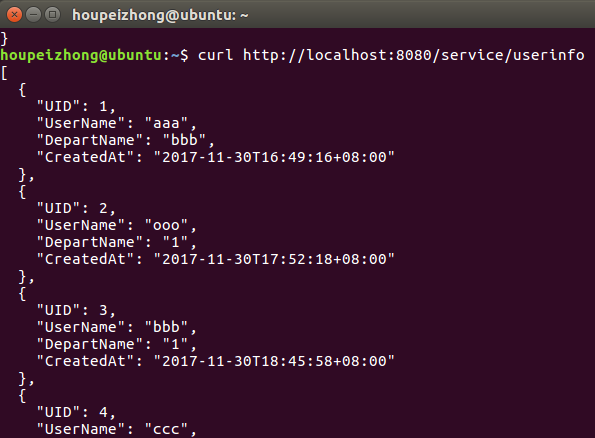 houpeizhong@ubuntu: ~
}
houpeizhong@ubuntu:~$ curl http://localhost:8080/service/userinfo
[
  {
    "UID": 1,
    "UserName": "aaa",
    "DepartName": "bbb",
    "CreatedAt": "2017-11-30T16:49:16+08:00"
  },
  {
    "UID": 2,
    "UserName": "ooo",
    "DepartName": "1",
    "CreatedAt": "2017-11-30T17:52:18+08:00"
  },
  {
    "UID": 3,
    "UserName": "bbb",
    "DepartName": "1",
    "CreatedAt": "2017-11-30T18:45:58+08:00"
  },
  {
    "UID": 4,
    "UserName": "ccc",